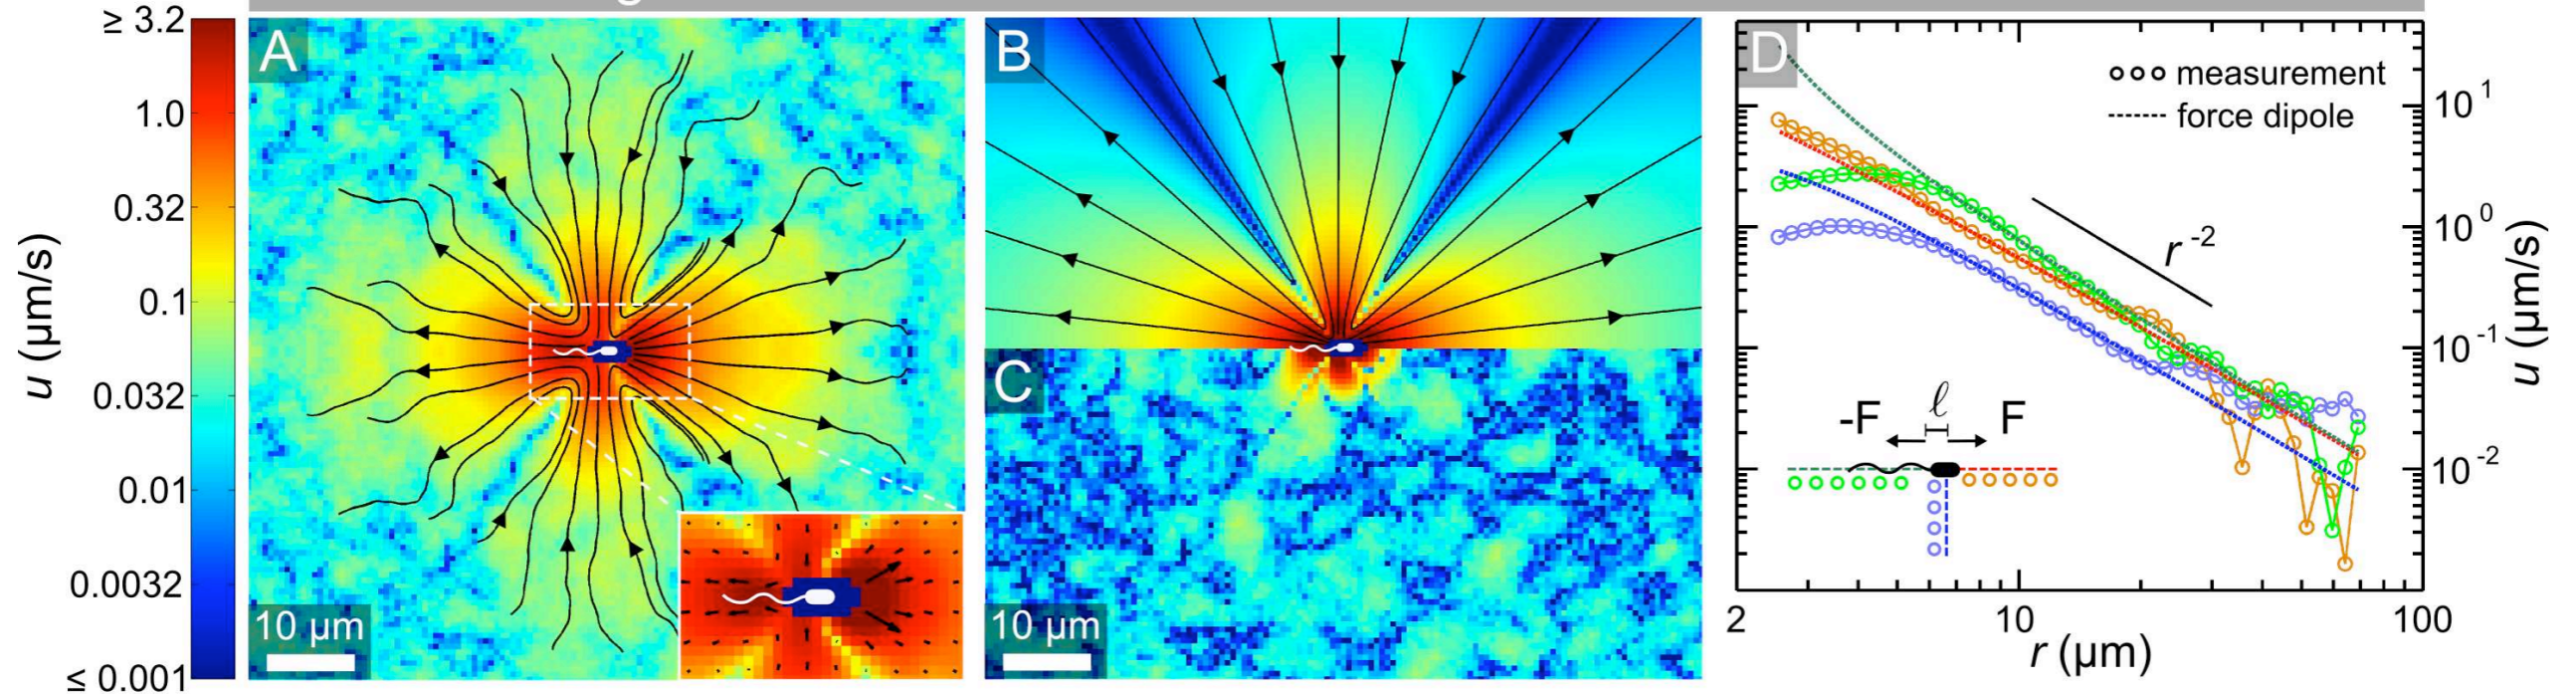 ≥ 3.2
1.0
0.32
0.1
0.032
0.01
0.0032
≤ 0.001
u (µm/s)
A
10 µm
B
C
10 µm
D
measurement
force dipole
r -2
-F
ℓ
F
10 1
10 0
10 -1
10 -2
u (µm/s)
2
10
100
r (µm)